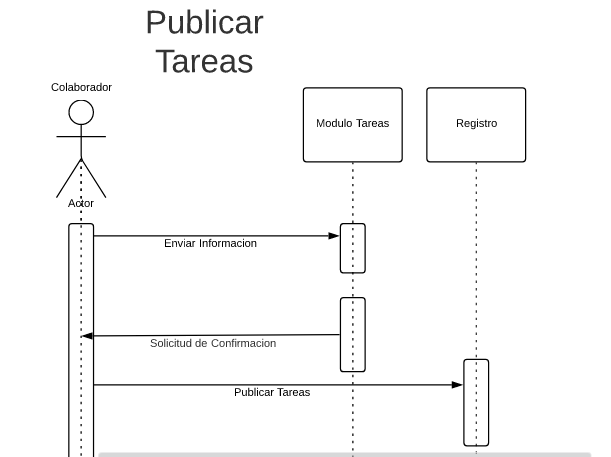 Publicar
Tareas
Colaborador
Modulo Tareas
Registro
Actor
Enviar Informacion
Solicitud de Confirmacion
Publicar Tareas